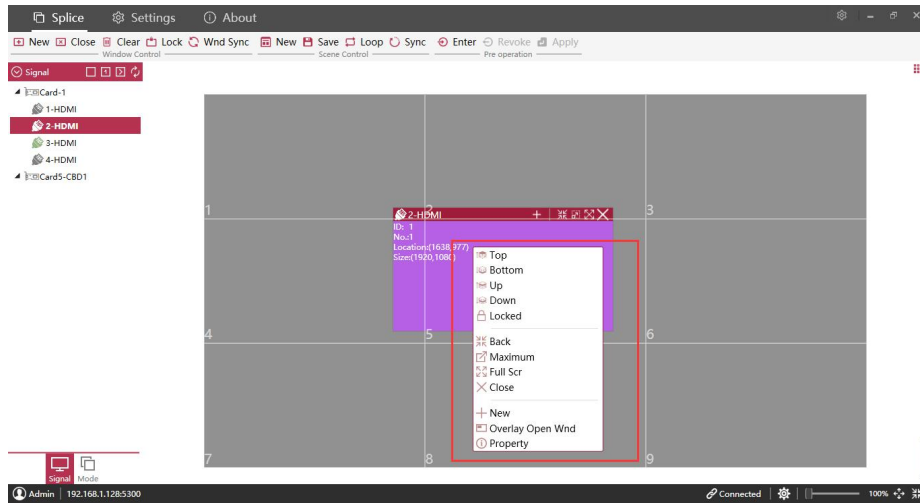 Splice Settings About
New Close Clear Lock Wnd Sync New Save Loop Sync Enter Revoke Apply
Window Control Scene Control Pre operation
Signal
Card-1
1-HDMI
2-HDMI
3-HDMI
4-HDMI
Card5-CBD1
1 2 3
2-HDMI
ID: 1
No.:1
Location:(1638,977)
Size:(1920,1080)
Top
Bottom
Up
Down
Locked
4 5 6
Back
Maximum
Full Scr
Close
New
Overlay Open Wnd
Property
7 8 9
Signal Mode
Admin 192.168.1.128:5300 Connected 100%